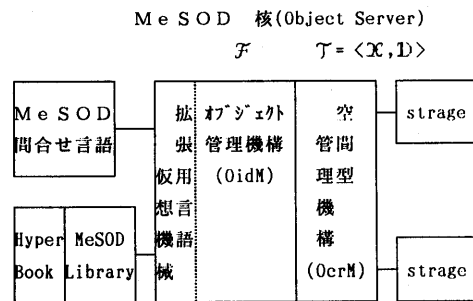 MeSOD 核(Object Server)
ℱ 𝒯=<𝒳,𝒟>
MeSOD
問合せ言語
Hyper
Book
MeSOD
Library
拡張用言語
仮想機械
オブジェクト
管理機構
(OidM)
空間型
管理機構
(OcrM)
strage
strage